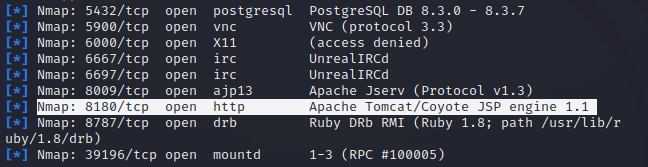 [*] Nmap: 5432/tcp open postgresql PostgreSQL DB 8.3.0 - 8.3.7
[*] Nmap: 5900/tcp open vnc VNC (protocol 3.3)
[*] Nmap: 6000/tcp open X11 (access denied)
[*] Nmap: 6667/tcp open irc UnrealIRCd
[*] Nmap: 6697/tcp open irc UnrealIRCd
[*] Nmap: 8009/tcp open ajp13 Apache Jserv (Protocol v1.3)
[*] Nmap: 8180/tcp open http Apache Tomcat/Coyote JSP engine 1.1
[*] Nmap: 8787/tcp open drb Ruby DRb RMI (Ruby 1.8; path /usr/lib/r
uby/1.8/drb)
[*] Nmap: 39196/tcp open mountd 1-3 (RPC #100005)